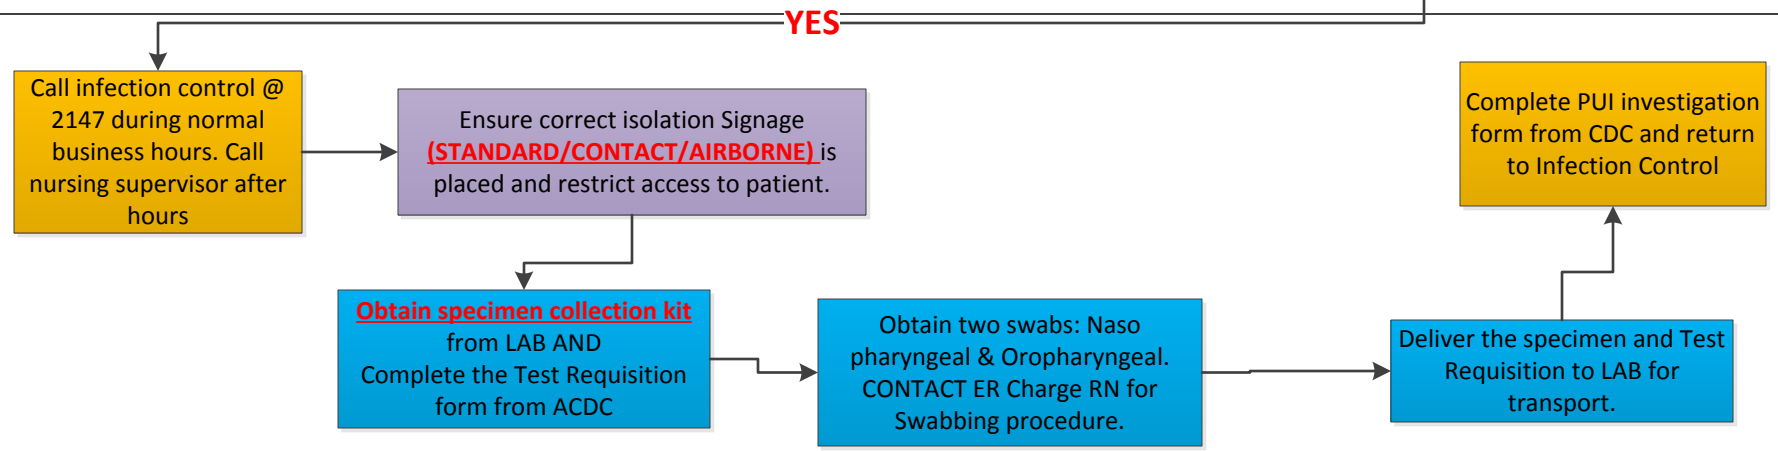 YES
Call infection control @
2147 during normal
business hours. Call
nursing supervisor after
hours
Ensure correct isolation Signage
(STANDARD/CONTACT/AIRBORNE) is
placed and restrict access to patient.
Obtain specimen collection kit
from LAB AND
Complete the Test Requisition
form from ACDC
Obtain two swabs: Naso
pharyngeal & Oropharyngeal.
CONTACT ER Charge RN for
Swabbing procedure.
Deliver the specimen and Test
Requisition to LAB for
transport.
Complete PUI investigation
form from CDC and return
to Infection Control